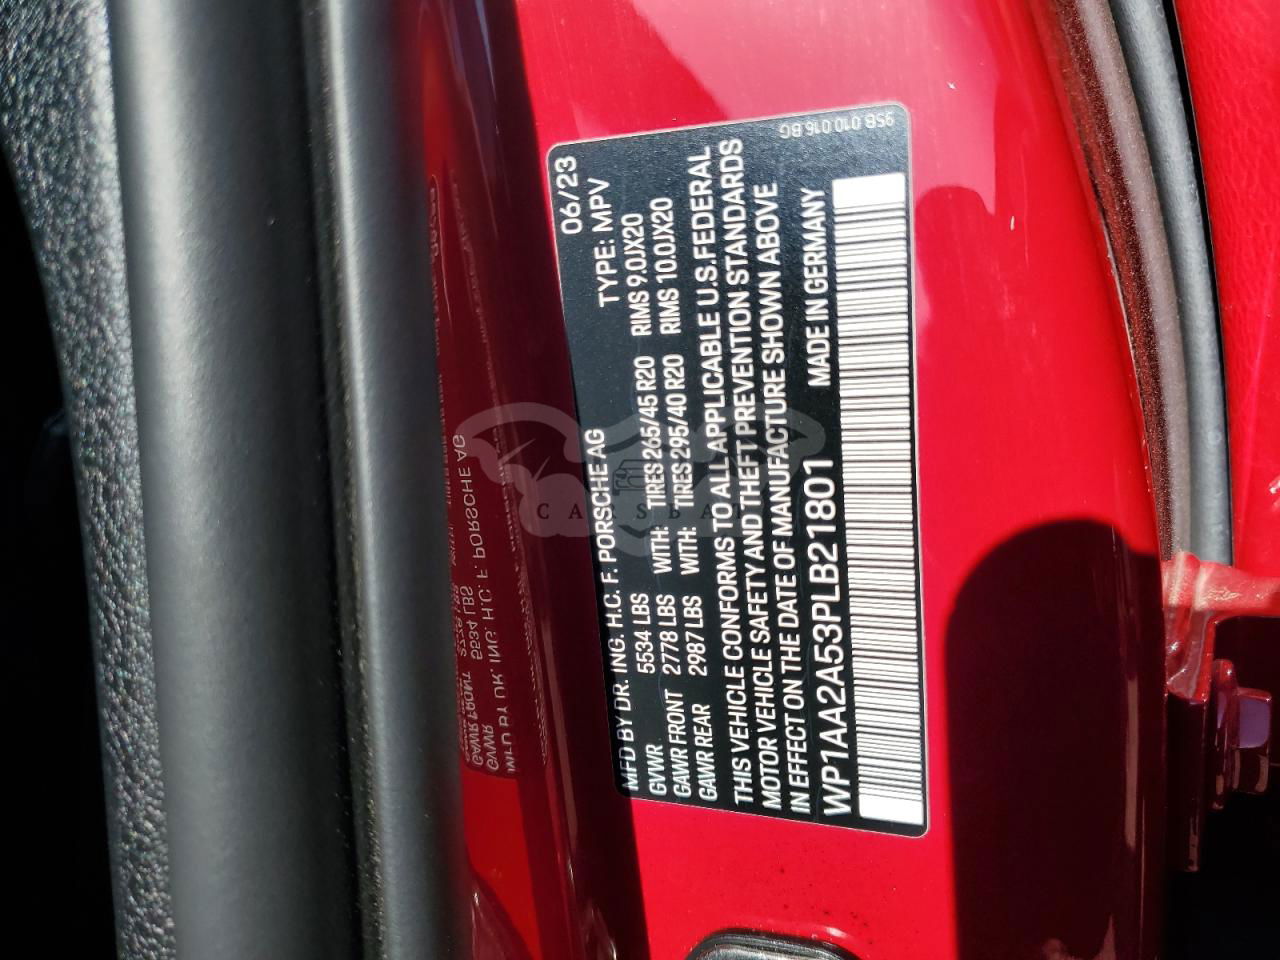 06/23
MFD BY DR. ING. H.C. F. PORSCHE AG TYPE: MPV
GVWR 5534 LBS WITH: TIRES 265/45 R20 RIMS 9.0JX20
GAWR FRONT 2778 LBS WITH: TIRES 295/40 R20 RIMS 10.0JX20
GAWR REAR 2987 LBS
THIS VEHICLE CONFORMS TO ALL APPLICABLE U.S.FEDERAL
MOTOR VEHICLE SAFETY AND THEFT PREVENTION STANDARDS
IN EFFECT ON THE DATE OF MANUFACTURE SHOWN ABOVE
WP1AA2A53PLB21801 MADE IN GERMANY
95B 010 016 BG